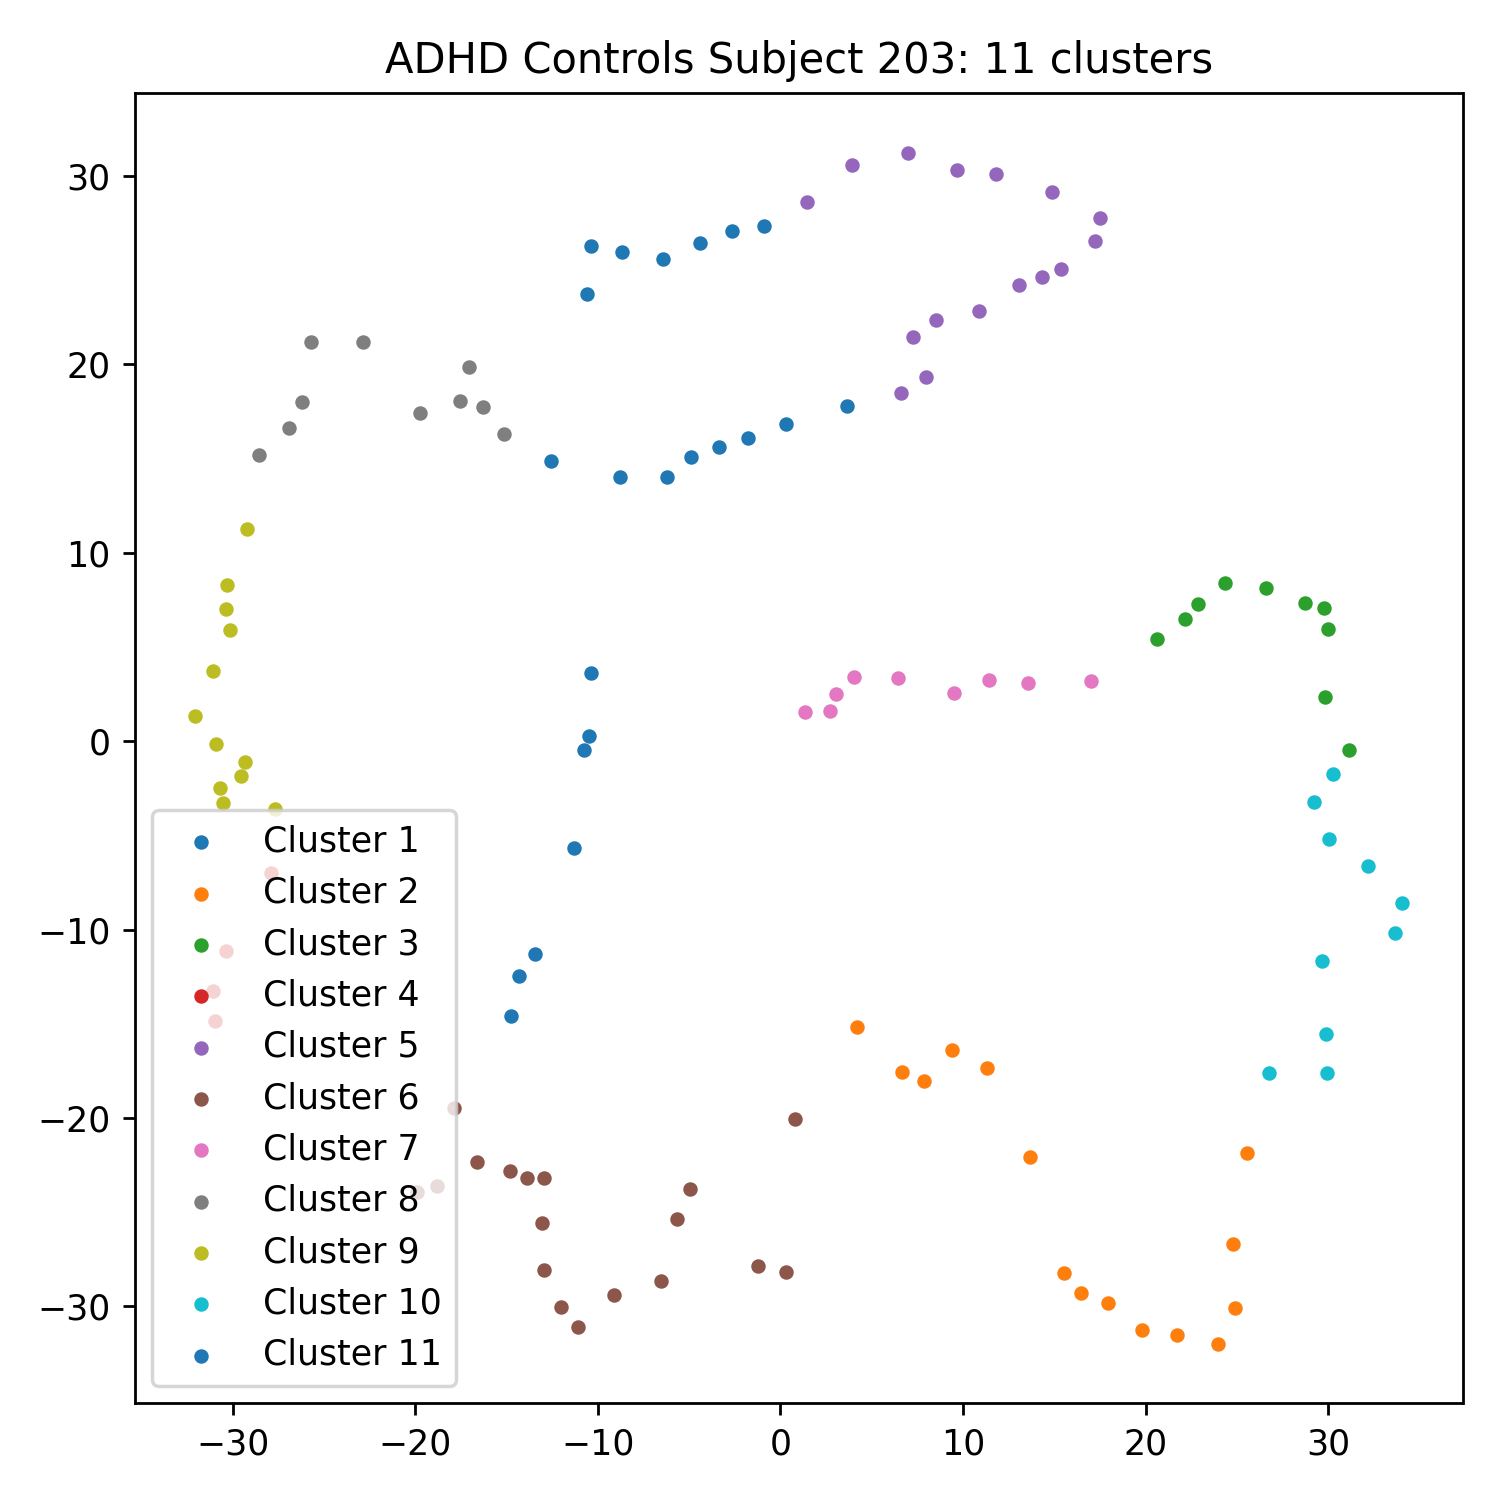 ADHD Controls Subject 203: 11 clusters
30
20
10
0
−10
−20
−30
Cluster 1
Cluster 2
Cluster 3
Cluster 4
Cluster 5
Cluster 6
Cluster 7
Cluster 8
Cluster 9
Cluster 10
Cluster 11
−30 −20 −10 0 10 20 30